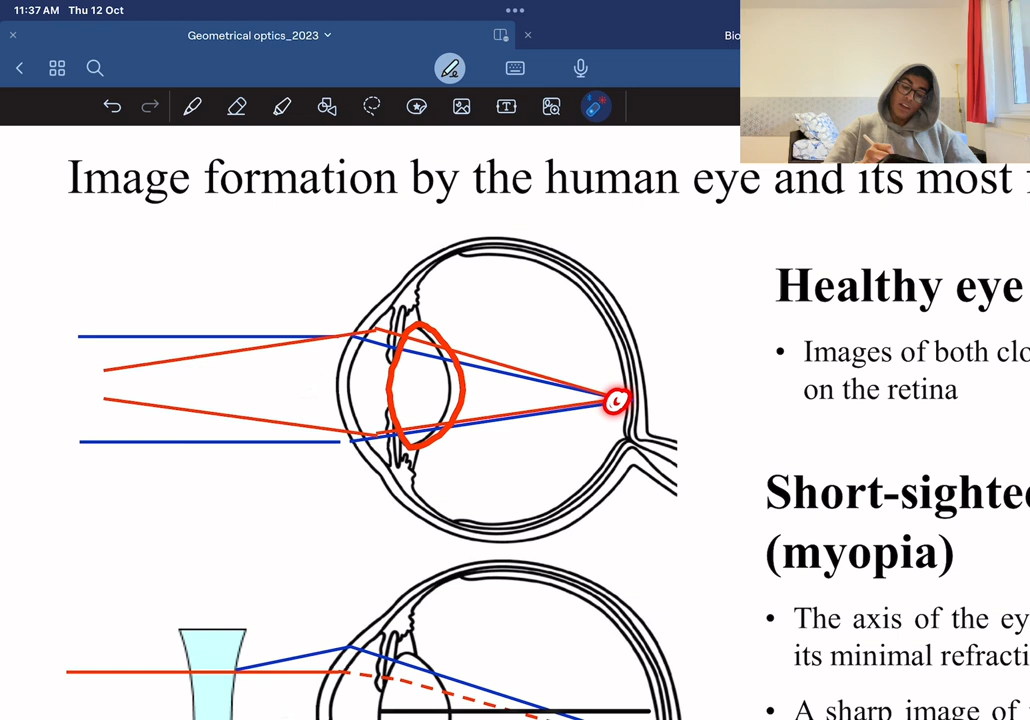 11:37 AM Thu 12 Oct
Geometrical optics_2023
Bio
T
Image formation by the human eye and its most
Healthy eye
• Images of both clo
on the retina
Short-sighte
(myopia)
• The axis of the ey
its minimal refracti
• A sharp image of